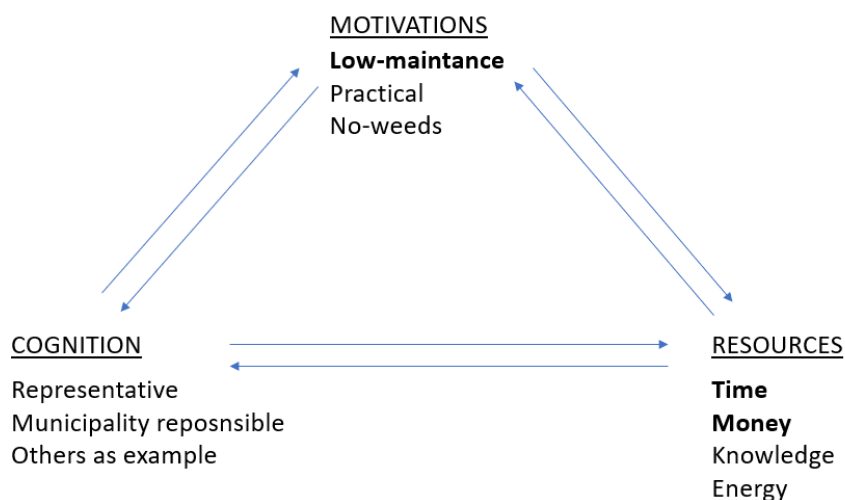 MOTIVATIONS
Low-maintance
Practical
No-weeds
COGNITION
Representative
Municipality reposnsible
Others as example
RESOURCES
Time
Money
Knowledge
Energy